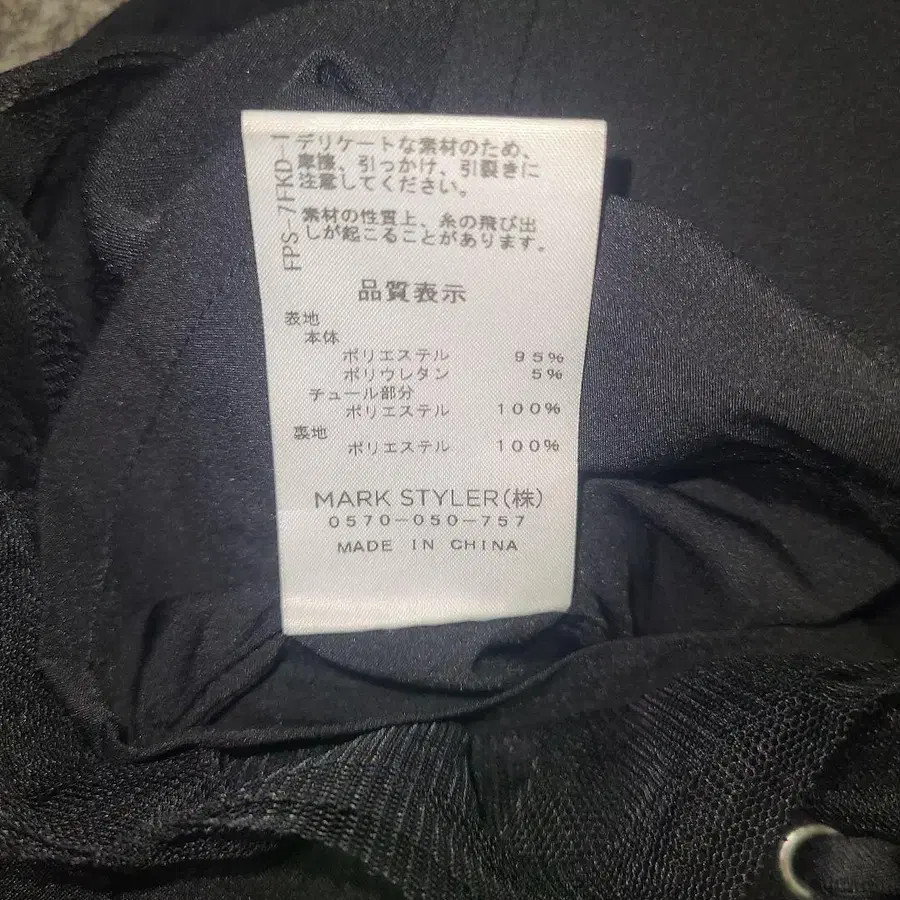 FPS-7FKD-1
デリケートな素材のため、
摩擦、引っかけ、引裂きに
注意してください。
素材の性質上、糸の飛び出
しが起こることがあります。
品質表示
表地
本体
ポリエステル 95%
ポリウレタン 5%
チュール部分
ポリエステル 100%
裏地
ポリエステル 100%
MARK STYLER(株)
0570-050-757
MADE IN CHINA